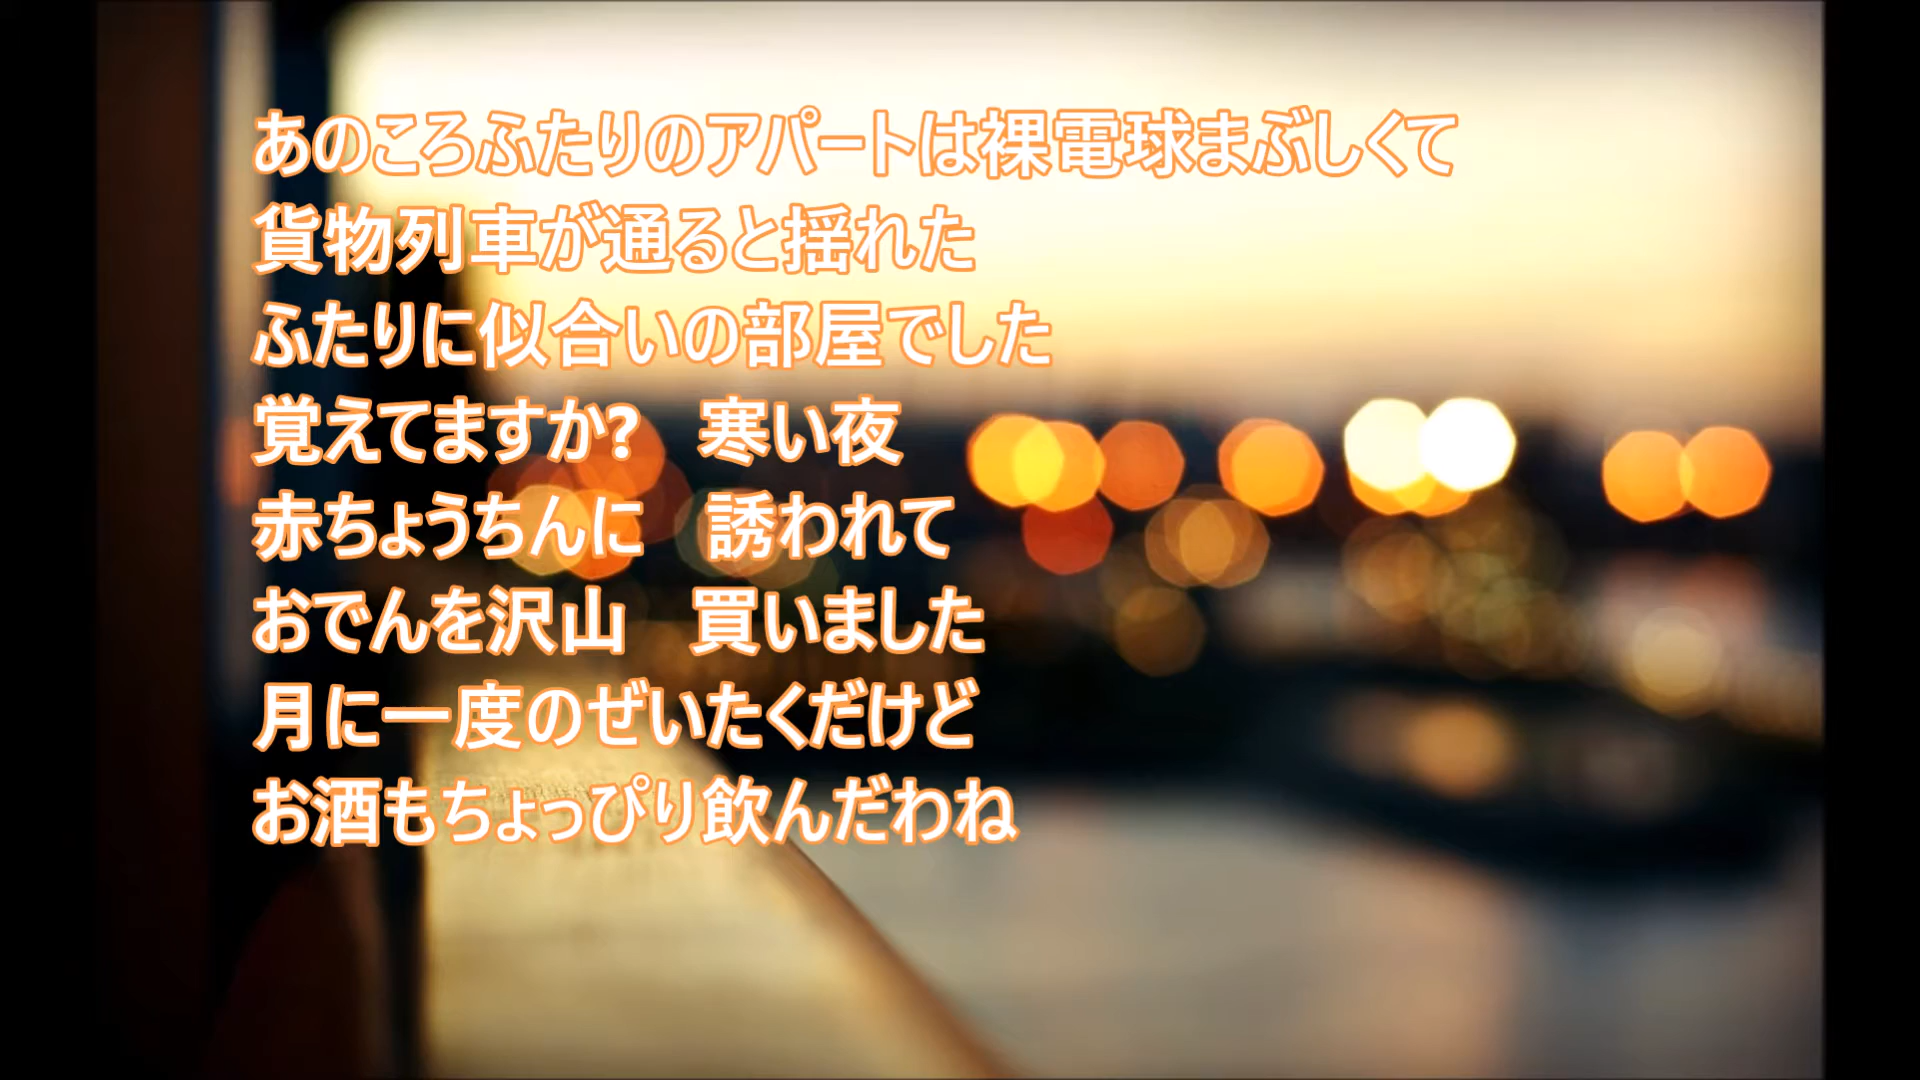 あのころふたりのアパートは裸電球まぶしくて
貨物列車が通ると揺れた
ふたりに似合いの部屋でした
覚えてますか?　寒い夜
赤ちょうちんに　誘われて
おでんを沢山　買いました
月に一度のぜいたくだけど
お酒もちょっぴり飲んだわね